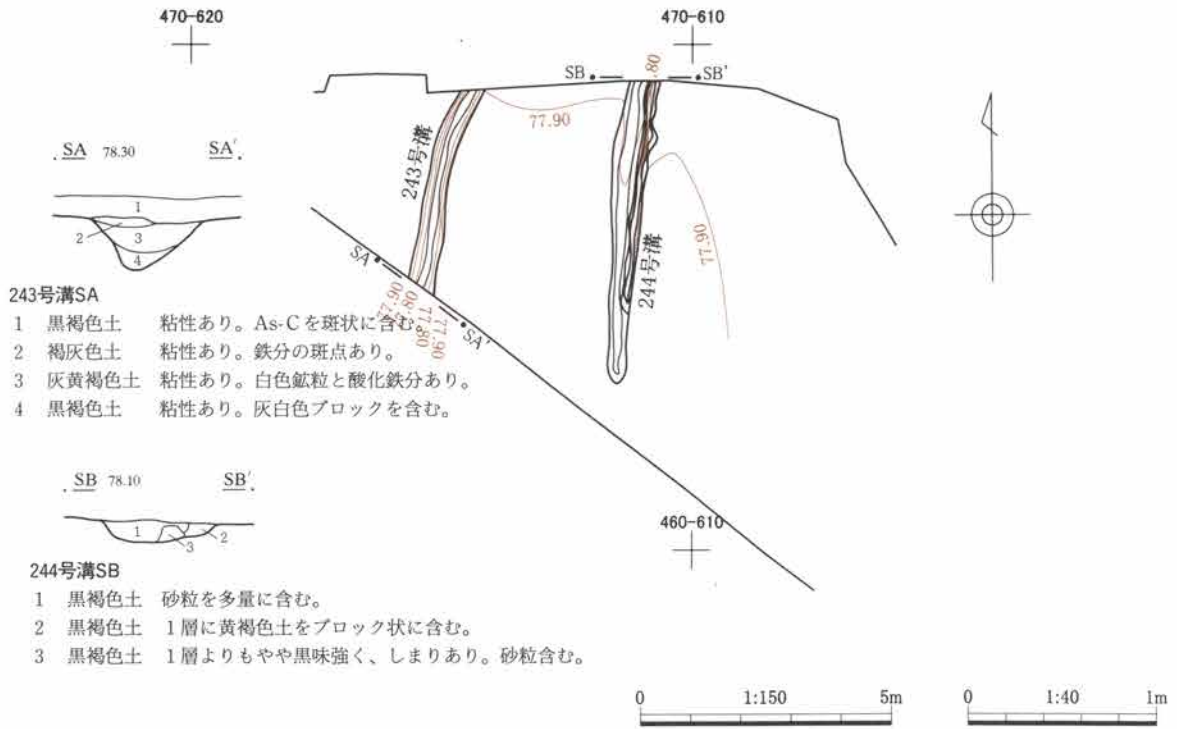 470-620
470-610
SB
SB′
.80
77.90
243号溝
SA 78.30 SA′
1
2
3
4
77.90
244号溝
SA
SA′
77.90
77.80
77.90
243号溝SA
1 黒褐色土 粘性あり。As-Cを斑状に含む。
2 褐灰色土 粘性あり。鉄分の斑点あり。
3 灰黄褐色土 粘性あり。白色鉱粒と酸化鉄分あり。
4 黒褐色土 粘性あり。灰白色ブロックを含む。
SB 78.10 SB′
1
2
3
460-610
244号溝SB
1 黒褐色土 砂粒を多量に含む。
2 黒褐色土 1層に黄褐色土をブロック状に含む。
3 黒褐色土 1層よりもやや黒味強く、しまりあり。砂粒含む。
0 1:150 5m
0 1:40 1m